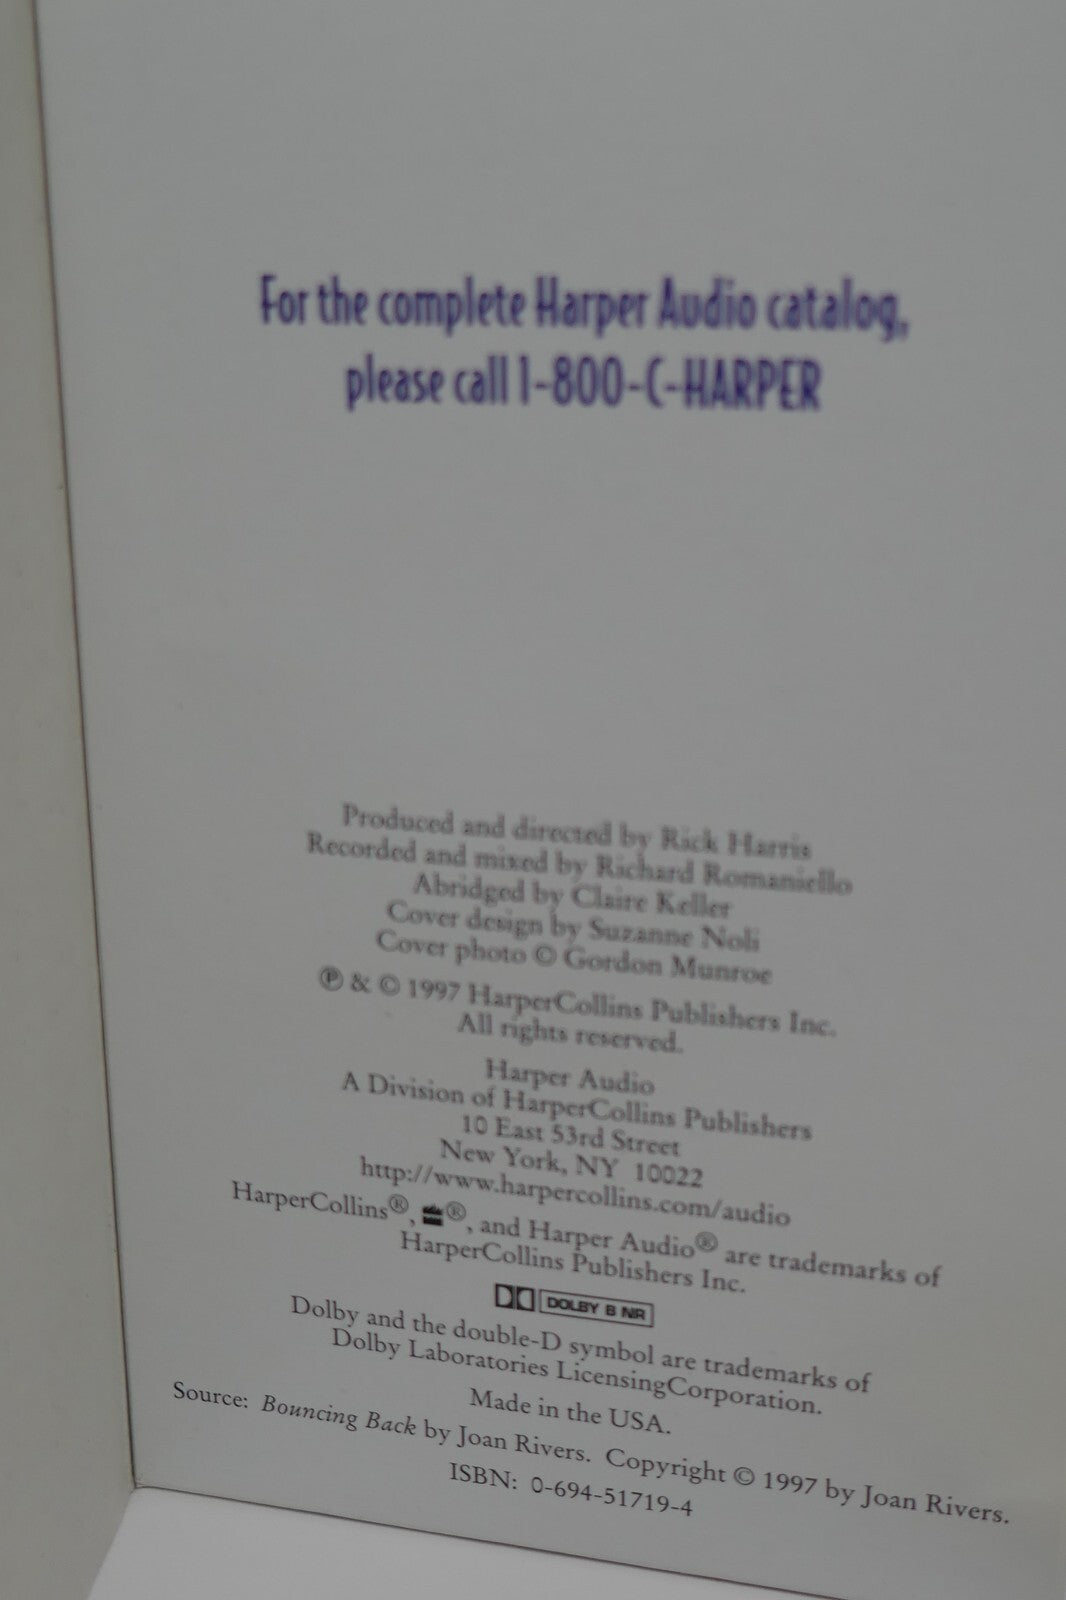 For the complete Harper Audio catalog,
please call 1-800-C-HARPER
Produced and directed by Rick Harris
Recorded and mixed by Richard Romaniello
Abridged by Claire Keller
Cover design by Suzanne Noli
Cover photo © Gordon Munroe
℗ & © 1997 HarperCollins Publishers Inc.
All rights reserved.
Harper Audio
A Division of HarperCollins Publishers
10 East 53rd Street
New York, NY 10022
http://www.harpercollins.com/audio
HarperCollins®, ®, and Harper Audio® are trademarks of
HarperCollins Publishers Inc.
DOLBY B NR
Dolby and the double-D symbol are trademarks of
Dolby Laboratories LicensingCorporation.
Made in the USA.
Source: Bouncing Back by Joan Rivers. Copyright © 1997 by Joan Rivers.
ISBN: 0-694-51719-4